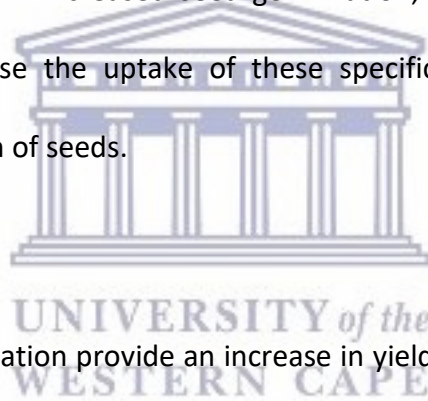 se the uptake of these specific
of seeds.
UNIVERSITY of the
ation provide an increase in yield
WESTERN CAPE